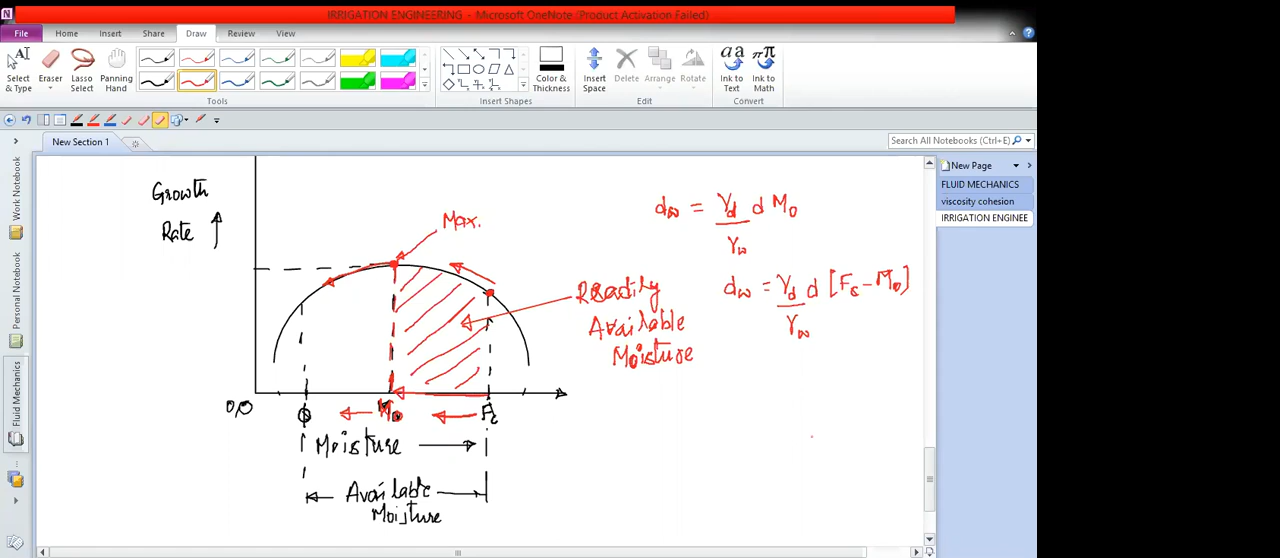 IRRIGATION ENGINEERING - Microsoft OneNote (Product Activation Failed)
File Home Insert Share Draw Review View
Select & Type
Eraser
Lasso Select
Panning Hand
Color & Thickness
Insert Space
Delete
Arrange
Rotate
Ink to Text
Ink to Math
Tools
Insert Shapes
Edit
Convert
New Section 1
Search All Notebooks (Ctrl+E)
Work Notebook
Personal Notebook
Fluid Mechanics
New Page
FLUID MECHANICS
viscosity cohesion
IRRIGATION ENGINEE
Growth
Rate
Max.
Readily
Available
Moisture
dw = γd/γw d Mo
dw = γd/γw d [Fc - Mo]
0,0
Mo
Fc
Moisture
Available
Moisture